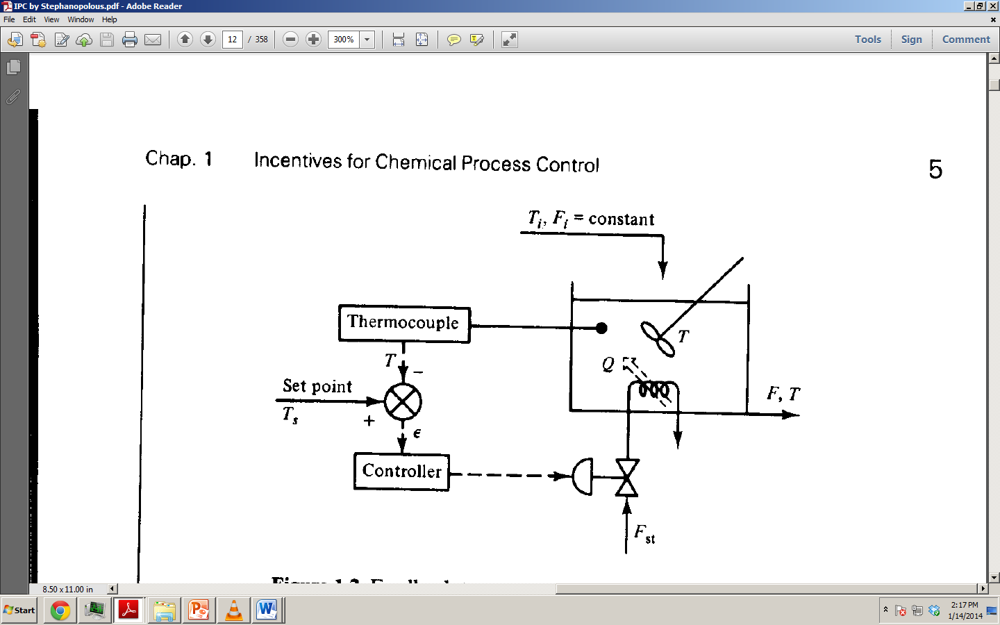 IPC by Stephanopolous.pdf - Adobe Reader
File Edit View Window Help
12 / 358 300% Tools Sign Comment
Chap. 1 Incentives for Chemical Process Control 5
Ti, Fi = constant
Thermocouple
T
T −
Q
Set point
F, T
Ts +
ϵ
Controller
Fst
8.50 x 11.00 in
Start
2:17 PM
1/14/2014